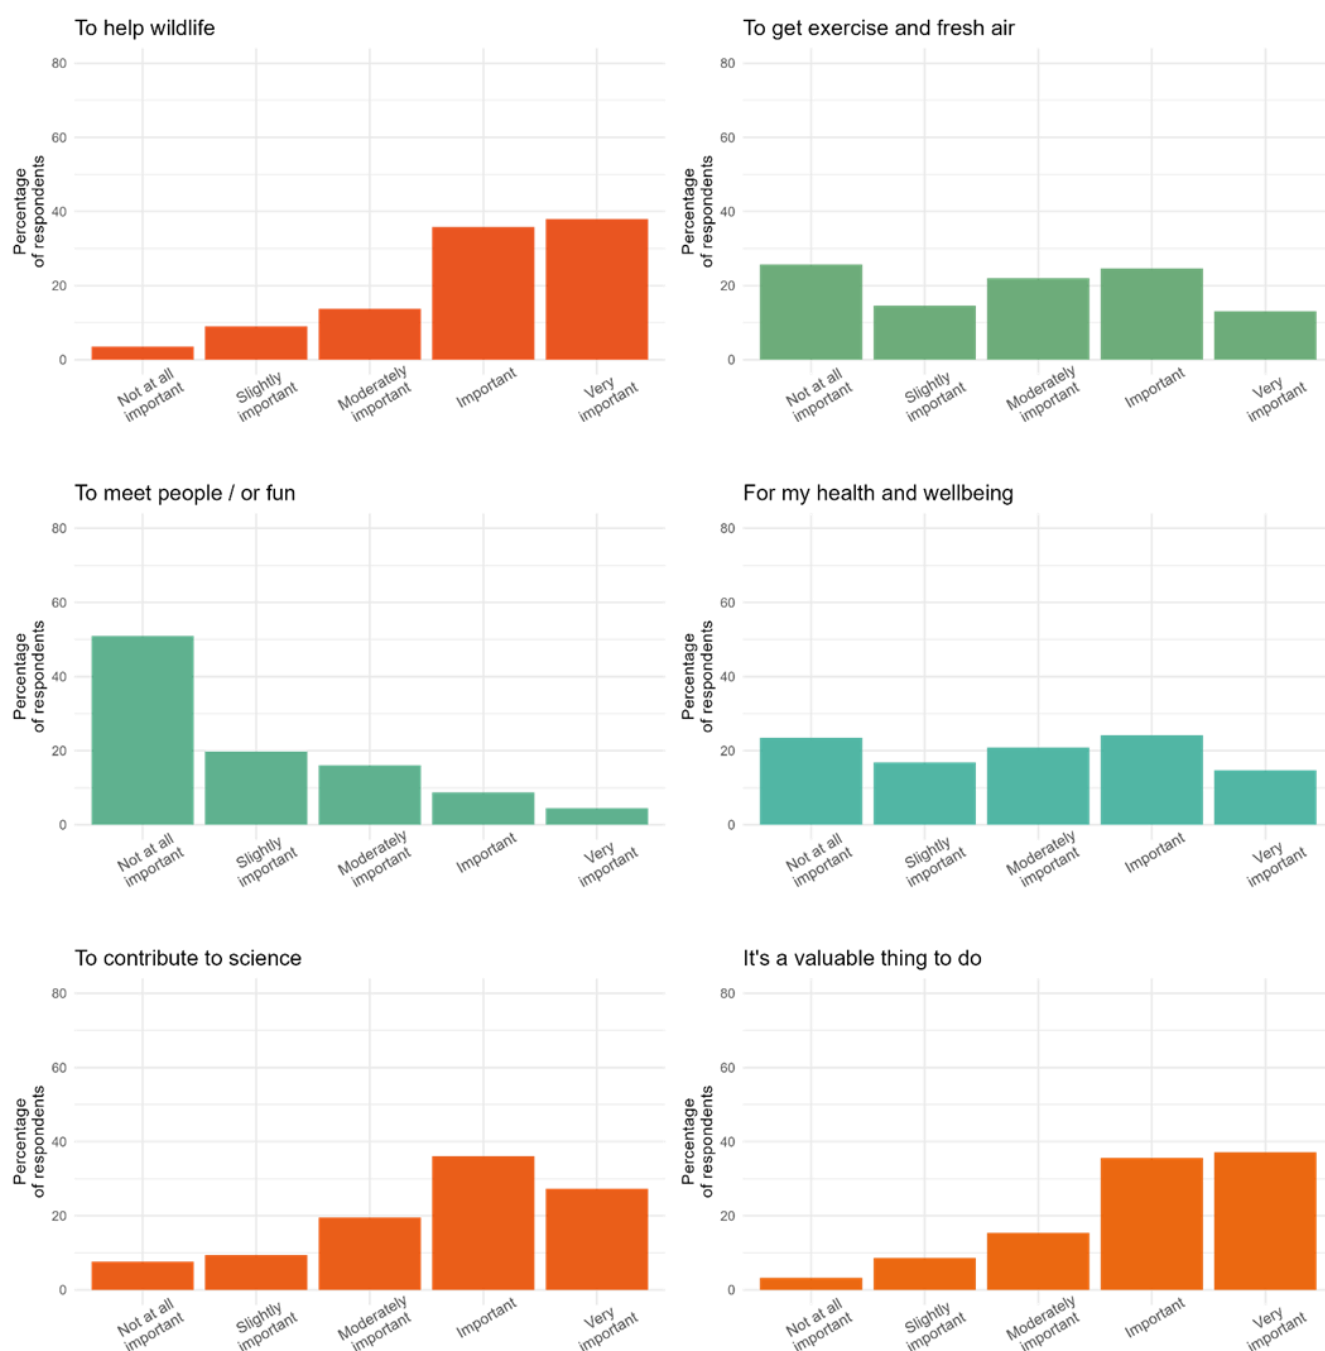 To help wildlife
80
60
40
20
0
Percentage
of respondents
Not at all
important
Slightly
important
Moderately
important
Important
Very
important
To get exercise and fresh air
80
60
40
20
0
Percentage
of respondents
Not at all
important
Slightly
important
Moderately
important
Important
Very
important
To meet people / or fun
80
60
40
20
0
Percentage
of respondents
Not at all
important
Slightly
important
Moderately
important
Important
Very
important
For my health and wellbeing
80
60
40
20
0
Percentage
of respondents
Not at all
important
Slightly
important
Moderately
important
Important
Very
important
To contribute to science
80
60
40
20
0
Percentage
of respondents
Not at all
important
Slightly
important
Moderately
important
Important
Very
important
It's a valuable thing to do
80
60
40
20
0
Percentage
of respondents
Not at all
important
Slightly
important
Moderately
important
Important
Very
important